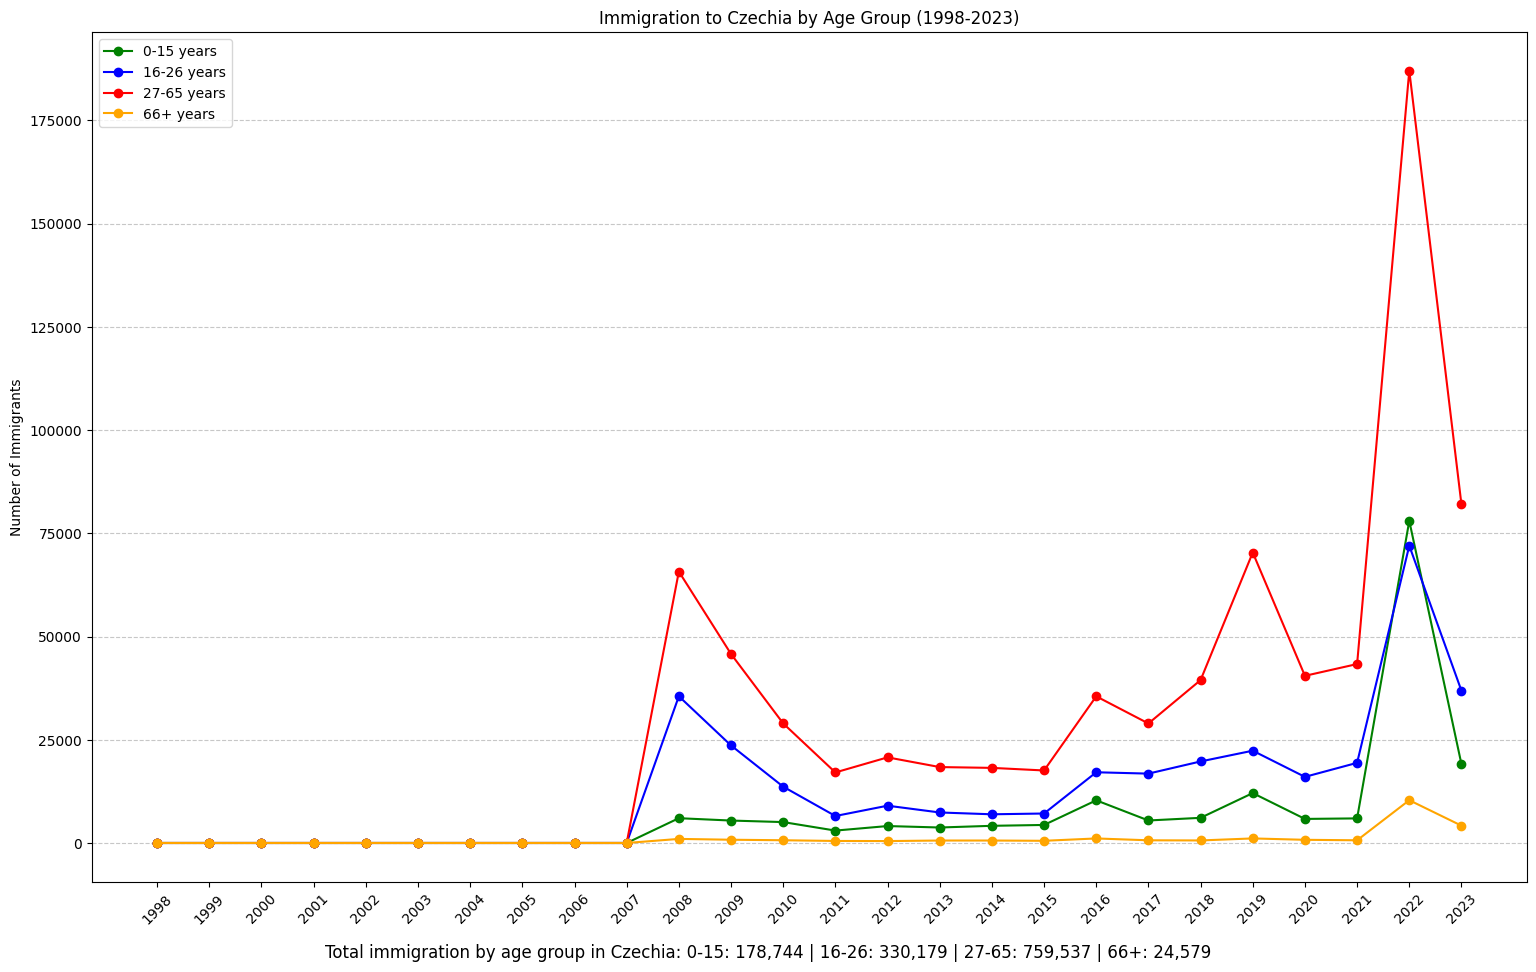 Immigration to Czechia by Age Group (1998-2023)
0-15 years
16-26 years
27-65 years
66+ years
Number of Immigrants
175000
150000
125000
100000
75000
50000
25000
0
1998 1999 2000 2001 2002 2003 2004 2005 2006 2007 2008 2009 2010 2011 2012 2013 2014 2015 2016 2017 2018 2019 2020 2021 2022 2023
Total immigration by age group in Czechia: 0-15: 178,744 | 16-26: 330,179 | 27-65: 759,537 | 66+: 24,579